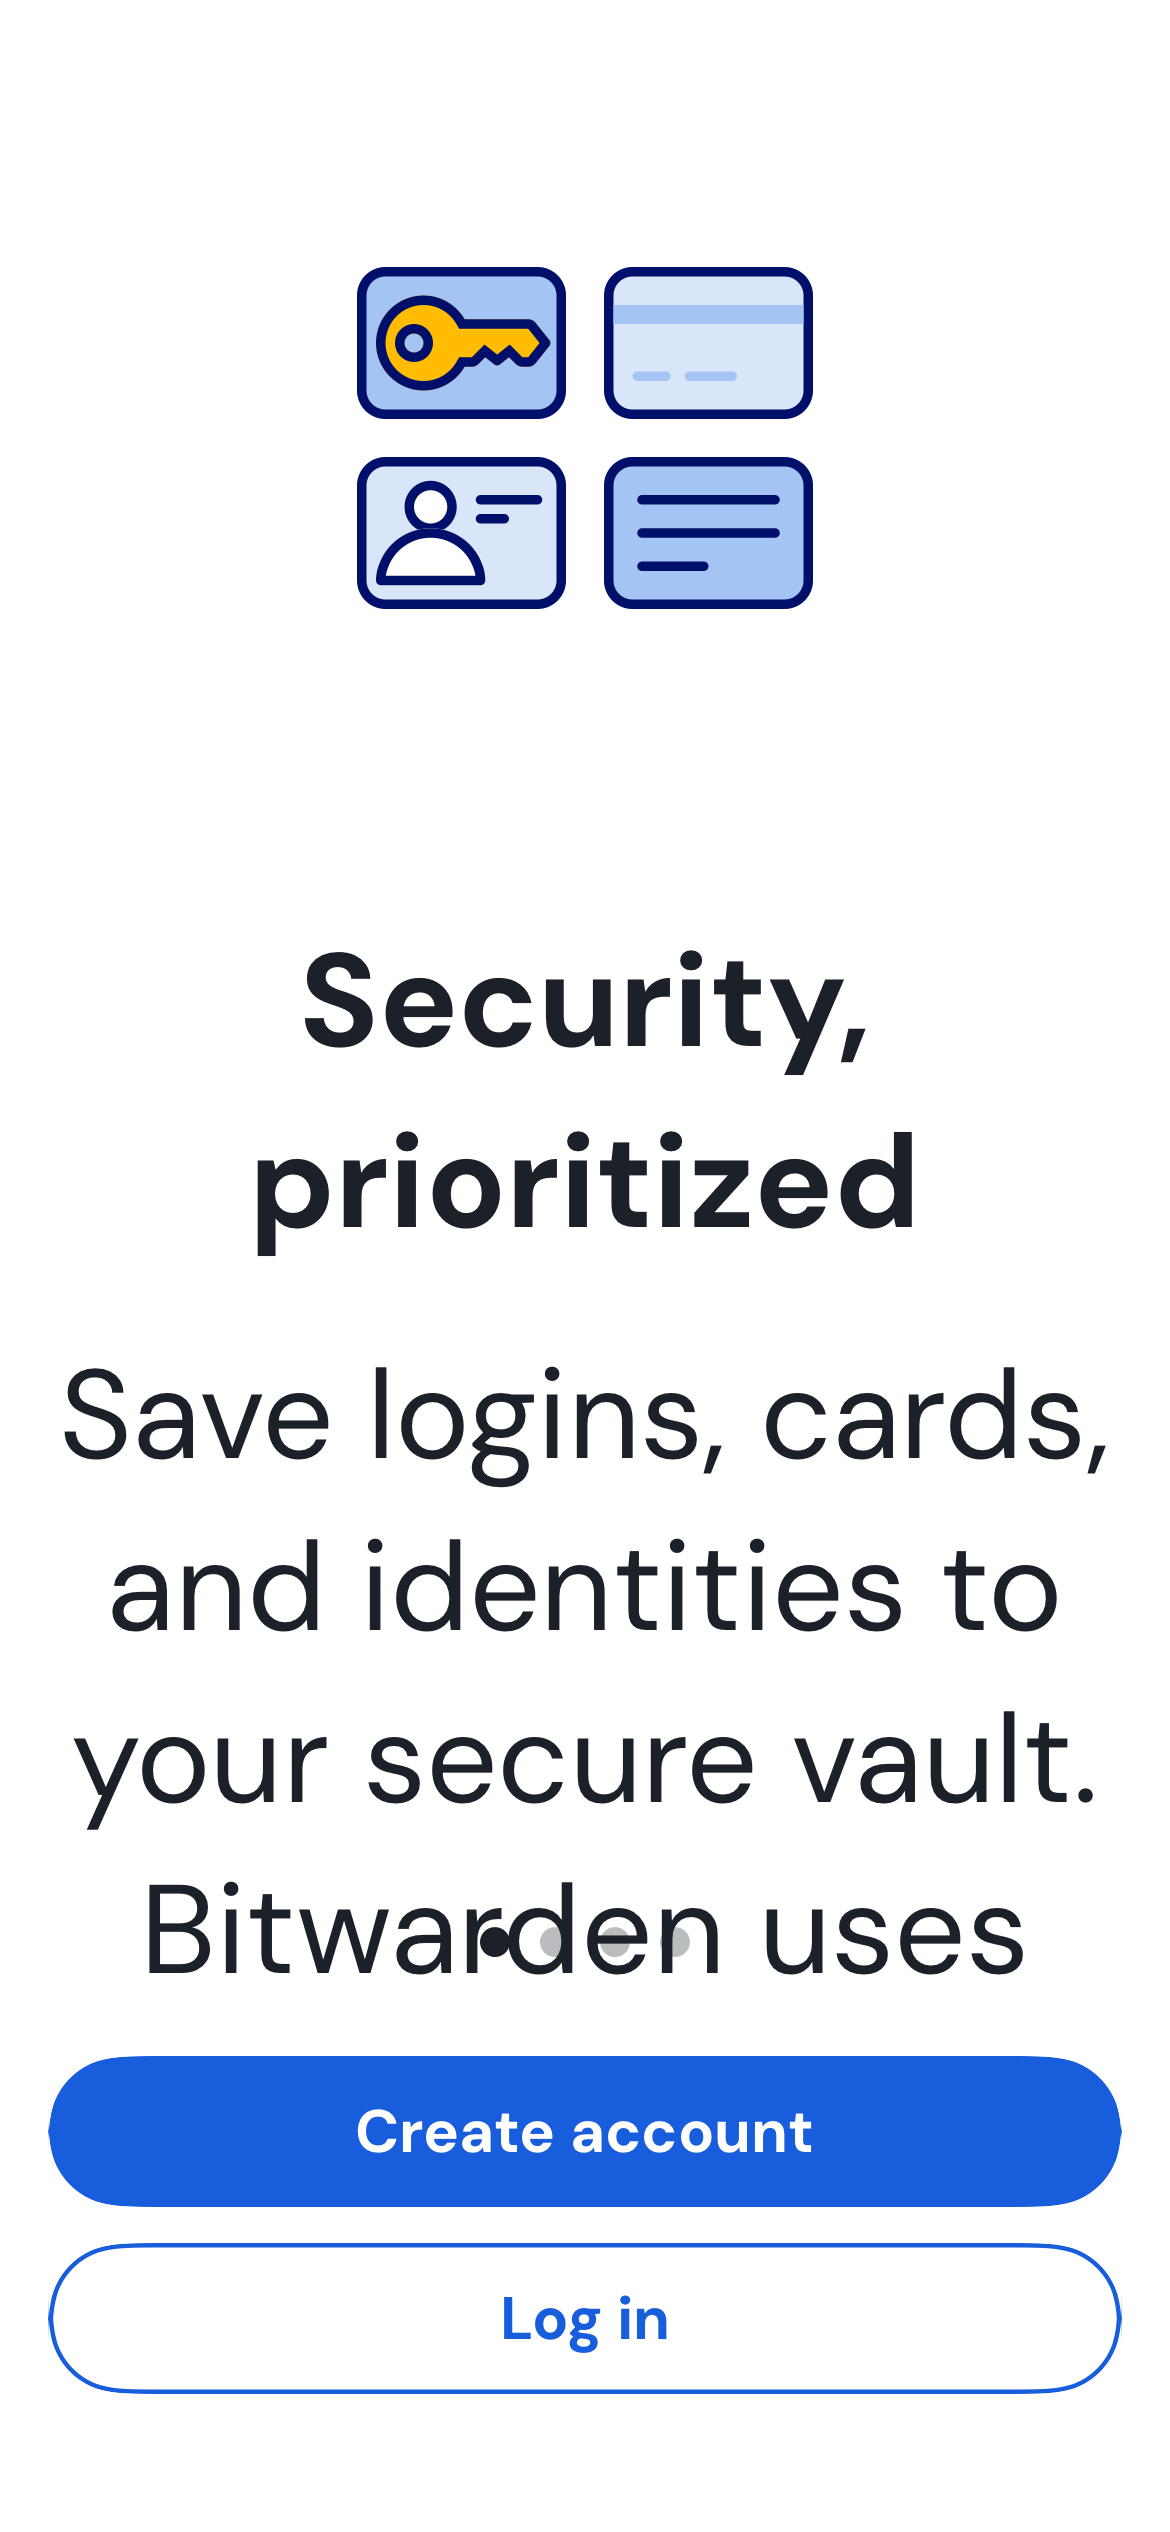 Security,
prioritized
Save logins, cards,
and identities to
your secure vault.
Bitwarden uses
Create account
Log in